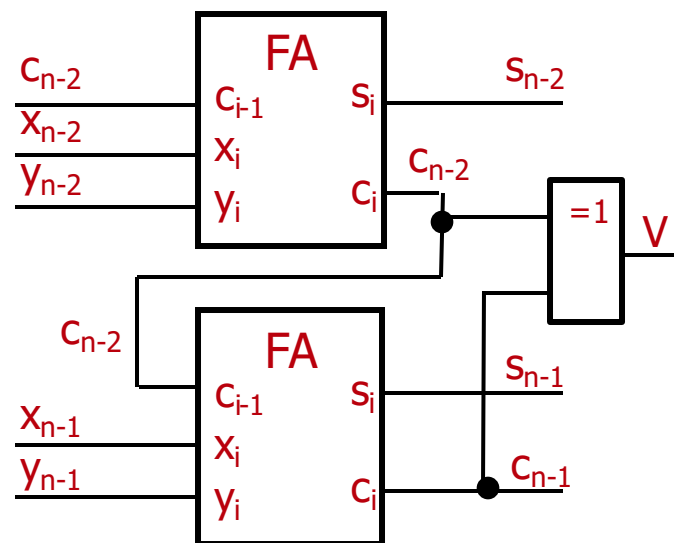 FA
c_{n-2}
c_{i-1}
s_i
s_{n-2}
x_{n-2}
x_i
c_{n-2}
y_{n-2}
y_i
c_i
=1
V
c_{n-2}
FA
c_{i-1}
s_i
s_{n-1}
x_{n-1}
x_i
y_{n-1}
y_i
c_i
c_{n-1}